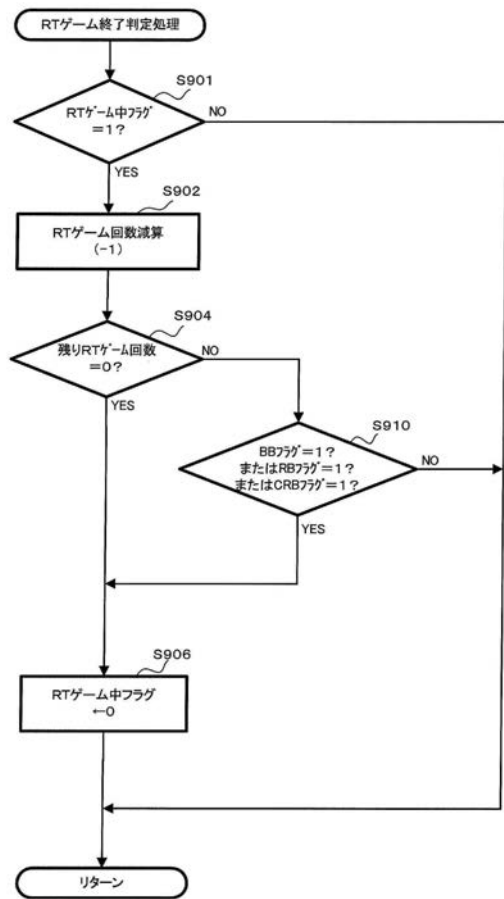 RTゲーム終了判定処理
S901
RTゲーム中フラグ
=1?
NO
YES
S902
RTゲーム回数減算
(-1)
S904
残りRTゲーム回数
=0?
NO
YES
S910
BBフラグ=1?
またはRBフラグ=1?
またはCRBフラグ=1?
NO
YES
S906
RTゲーム中フラグ
←0
リターン